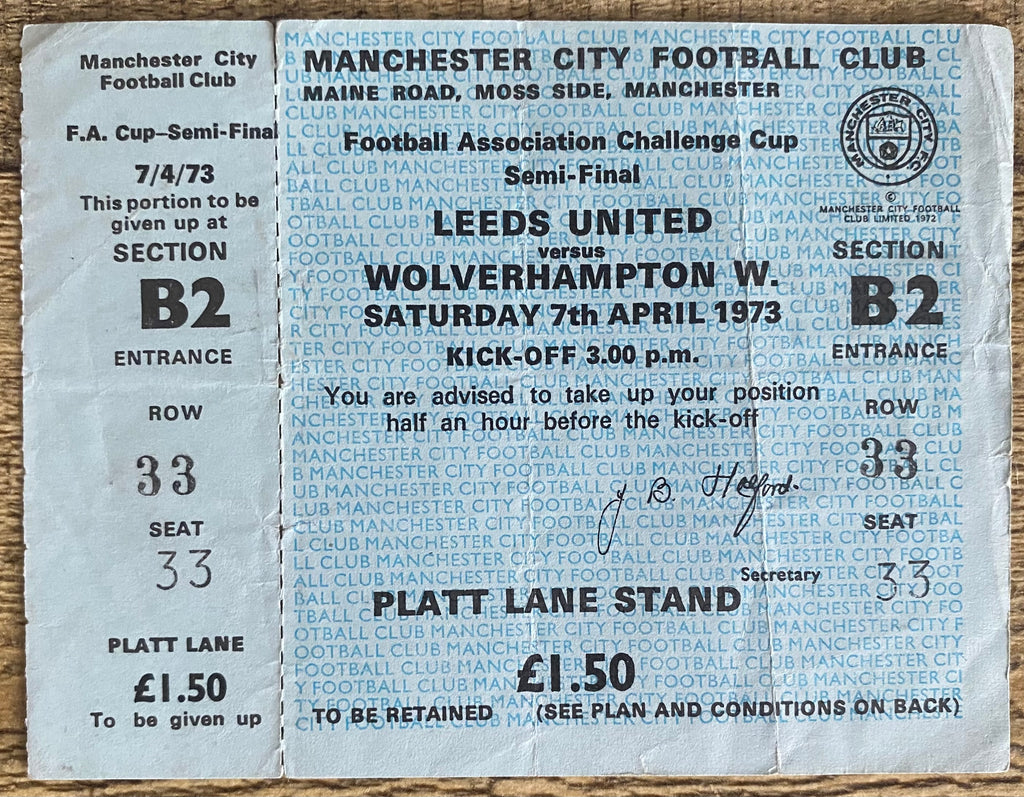 Manchester City
Football Club
F.A. Cup—Semi-Final
7/4/73
This portion to be
given up at
SECTION
B2
ENTRANCE
ROW
33
SEAT
33
PLATT LANE
£1.50
To be given up
MANCHESTER CITY FOOTBALL CLUB
MAINE ROAD, MOSS SIDE, MANCHESTER
Football Association Challenge Cup
Semi-Final
LEEDS UNITED
versus
WOLVERHAMPTON W.
SATURDAY 7th APRIL 1973
KICK-OFF 3.00 p.m.
You are advised to take up your position
half an hour before the kick-off
J B. Halford.
Secretary
PLATT LANE STAND
£1.50
TO BE RETAINED (SEE PLAN AND CONDITIONS ON BACK)
MANCHESTER CITY F.C.
©
MANCHESTER CITY FOOTBALL
CLUB LIMITED 1972
SECTION
B2
ENTRANCE
ROW
33
SEAT
33